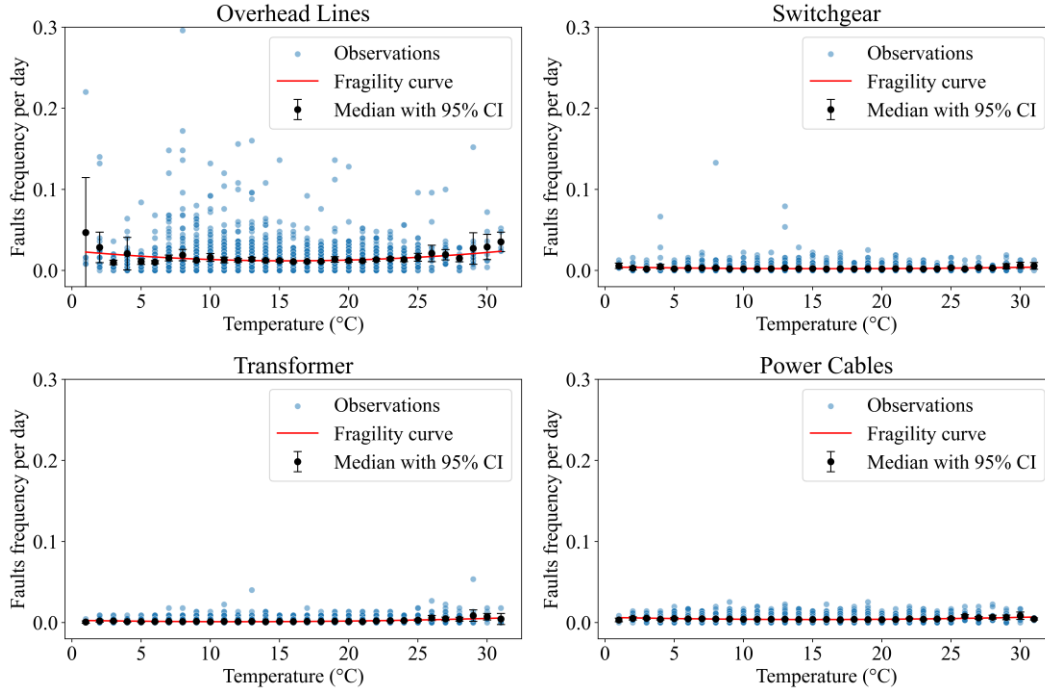 Overhead Lines
0.3
0.2
0.1
0.0
Faults frequency per day
Observations
Fragility curve
Median with 95% CI
0 5 10 15 20 25 30
Temperature (°C)
Switchgear
0.3
0.2
0.1
0.0
Faults frequency per day
Observations
Fragility curve
Median with 95% CI
0 5 10 15 20 25 30
Temperature (°C)
Transformer
0.3
0.2
0.1
0.0
Faults frequency per day
Observations
Fragility curve
Median with 95% CI
0 5 10 15 20 25 30
Temperature (°C)
Power Cables
0.3
0.2
0.1
0.0
Faults frequency per day
Observations
Fragility curve
Median with 95% CI
0 5 10 15 20 25 30
Temperature (°C)